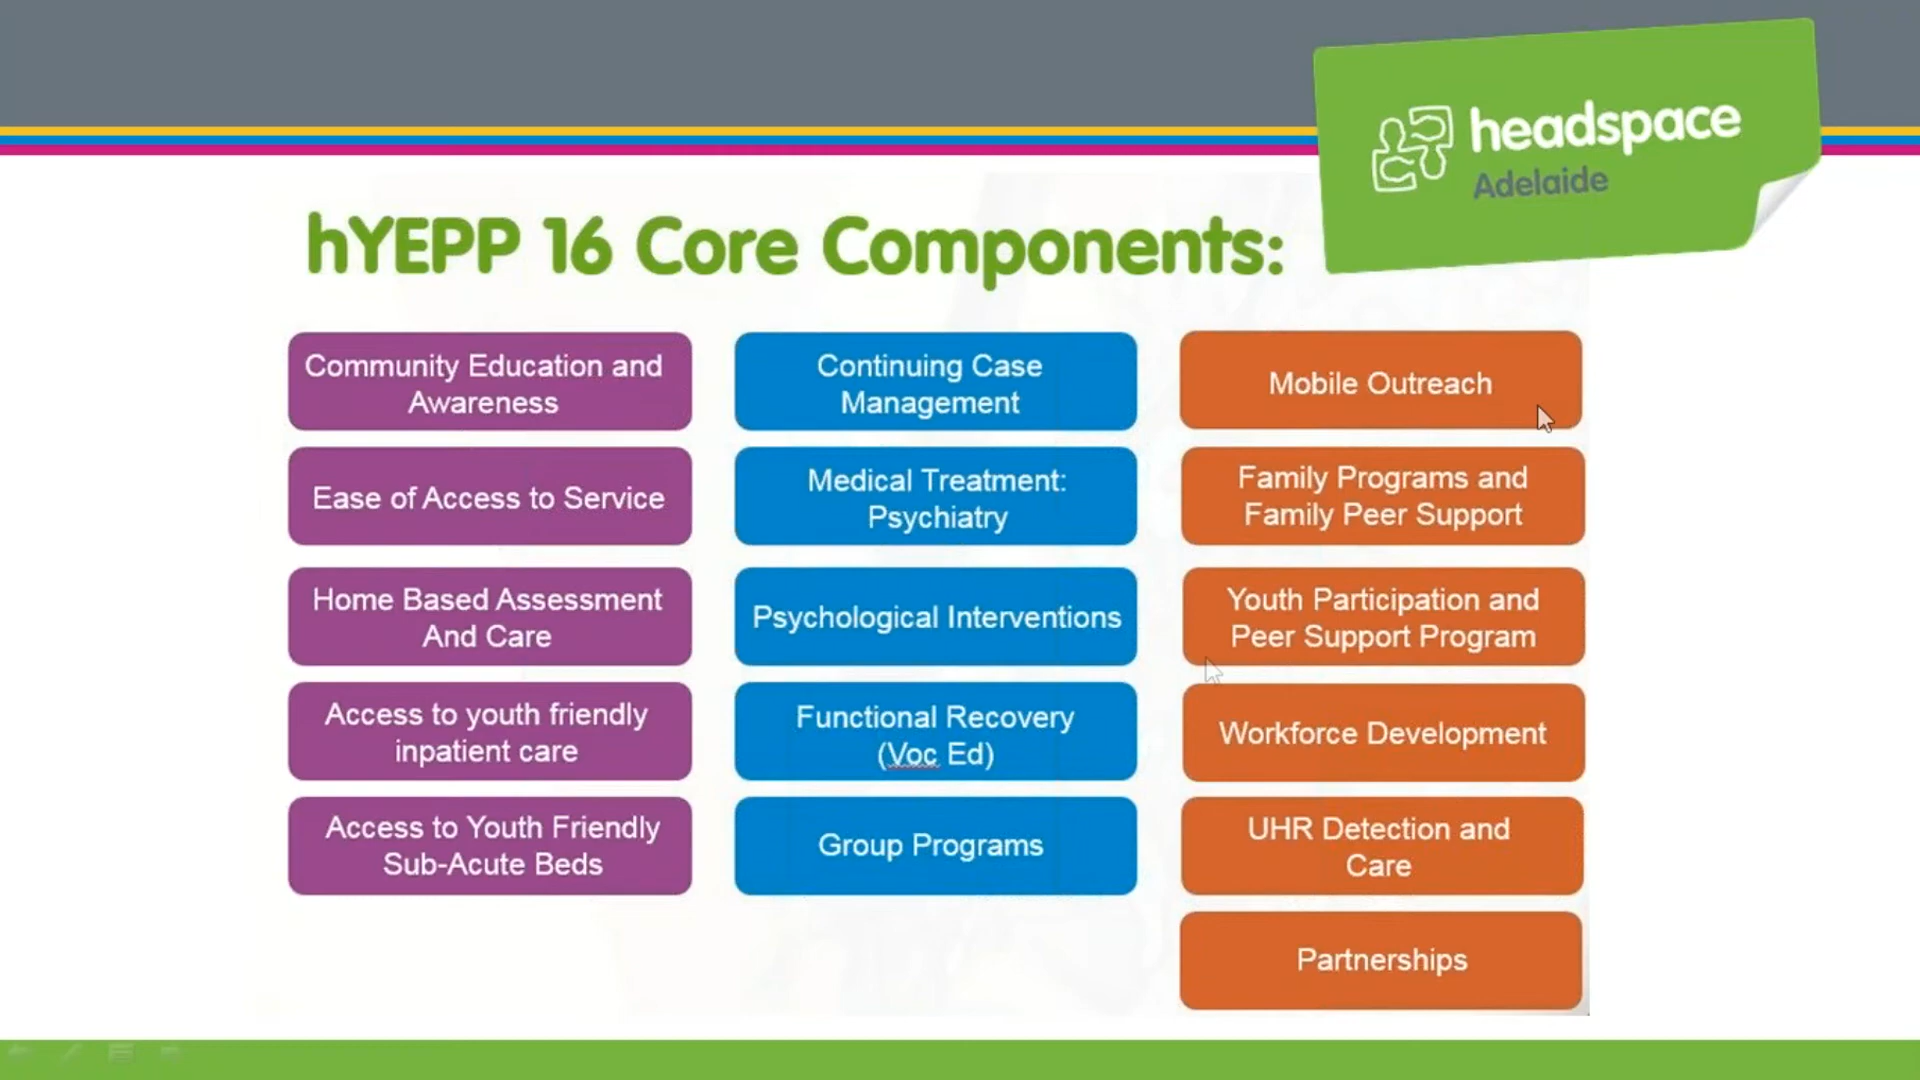 headspace
Adelaide
hYEPP 16 Core Components:
Community Education and
Awareness
Ease of Access to Service
Home Based Assessment
And Care
Access to youth friendly
inpatient care
Access to Youth Friendly
Sub-Acute Beds
Continuing Case
Management
Medical Treatment:
Psychiatry
Psychological Interventions
Functional Recovery
(Voc Ed)
Group Programs
Mobile Outreach
Family Programs and
Family Peer Support
Youth Participation and
Peer Support Program
Workforce Development
UHR Detection and
Care
Partnerships